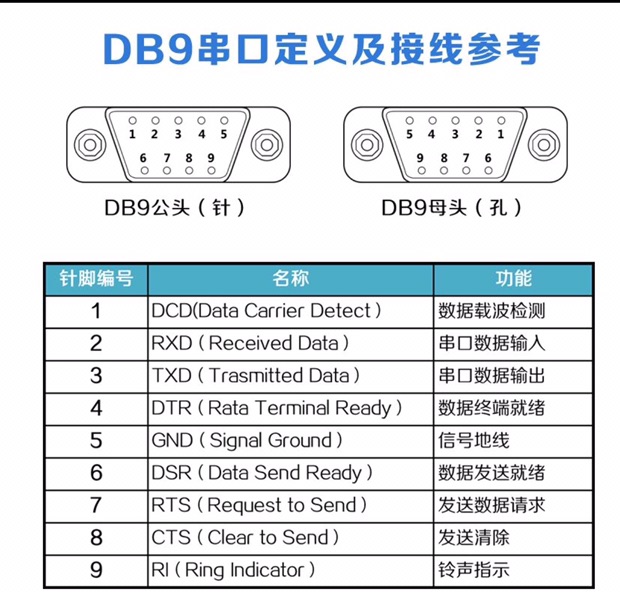 DB9串口定义及接线参考
1 2 3 4 5
6 7 8 9
5 4 3 2 1
9 8 7 6
DB9公头（针）
DB9母头（孔）
针脚编号 名称 功能
1 DCD(Data Carrier Detect） 数据载波检测
2 RXD（Received Data） 串口数据输入
3 TXD（Trasmitted Data） 串口数据输出
4 DTR（Rata Terminal Ready） 数据终端就绪
5 GND（Signal Ground） 信号地线
6 DSR（Data Send Ready） 数据发送就绪
7 RTS（Request to Send） 发送数据请求
8 CTS（Clear to Send） 发送清除
9 RI（Ring Indicator） 铃声指示